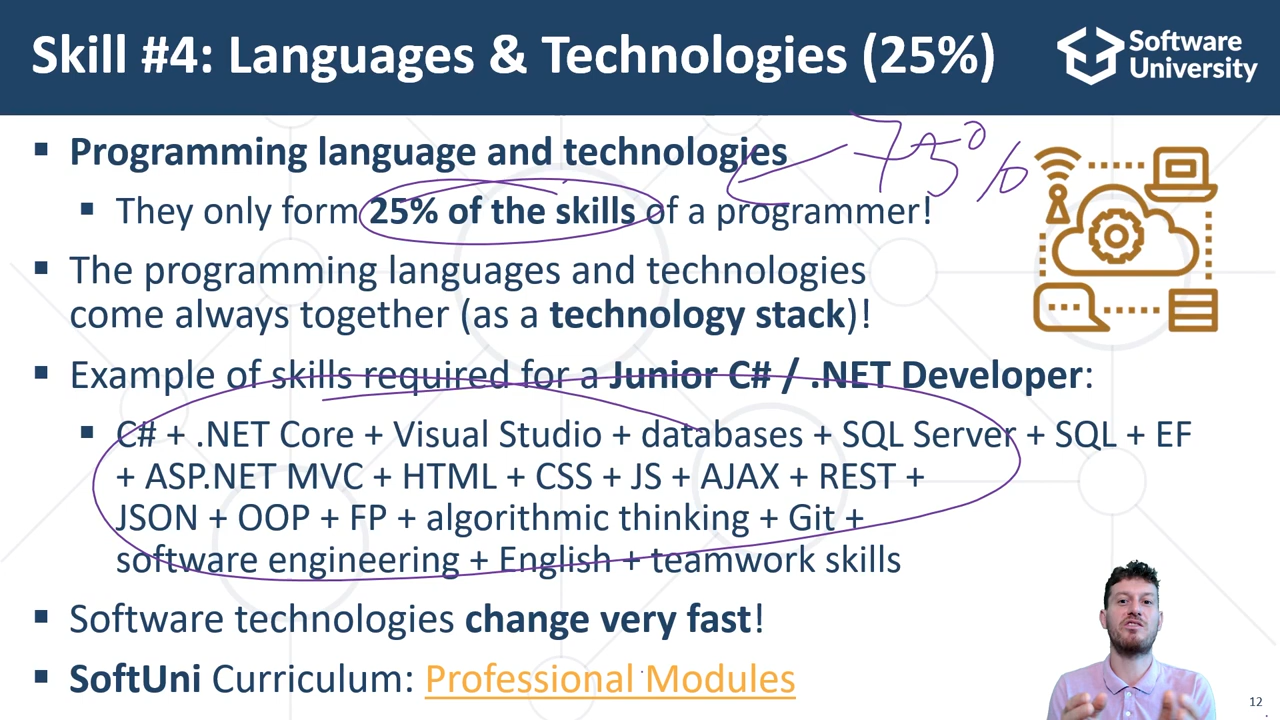 Skill #4: Languages & Technologies (25%)
Software
University
Programming language and technologies
75%
They only form 25% of the skills of a programmer!
The programming languages and technologies
come always together (as a technology stack)!
Example of skills required for a Junior C# / .NET Developer:
C# + .NET Core + Visual Studio + databases + SQL Server + SQL + EF
+ ASP.NET MVC + HTML + CSS + JS + AJAX + REST +
JSON + OOP + FP + algorithmic thinking + Git +
software engineering + English + teamwork skills
Software technologies change very fast!
SoftUni Curriculum: Professional Modules
12